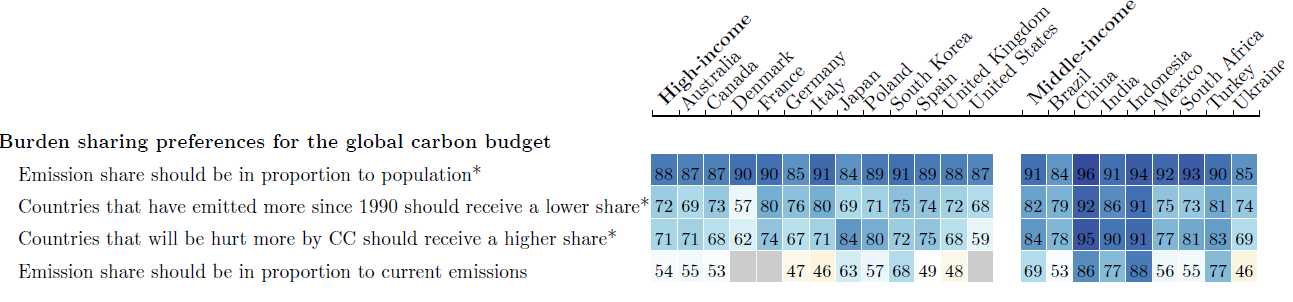 High-income Australia Canada Denmark France Germany Italy Japan Poland South Korea Spain United Kingdom United States Middle-income Brazil China India Indonesia Mexico South Africa Turkey Ukraine
Burden sharing preferences for the global carbon budget
Emission share should be in proportion to population* 88 87 87 90 90 85 91 84 89 91 89 88 87 91 84 96 91 94 92 93 90 85
Countries that have emitted more since 1990 should receive a lower share* 72 69 73 57 80 76 80 69 71 75 74 72 68 82 79 92 86 91 75 73 81 74
Countries that will be hurt more by CC should receive a higher share* 71 71 68 62 74 67 71 84 80 72 75 68 59 84 78 95 90 91 77 81 83 69
Emission share should be in proportion to current emissions 54 55 53 47 46 63 57 68 49 48 69 53 86 77 88 56 55 77 46